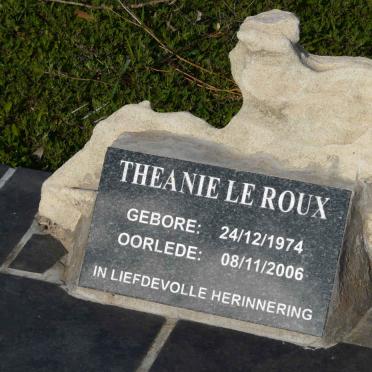 THEANIE LE ROUX
GEBORE: 24/12/1974
OORLEDE: 08/11/2006
IN LIEFDEVOLLE HERINNERING